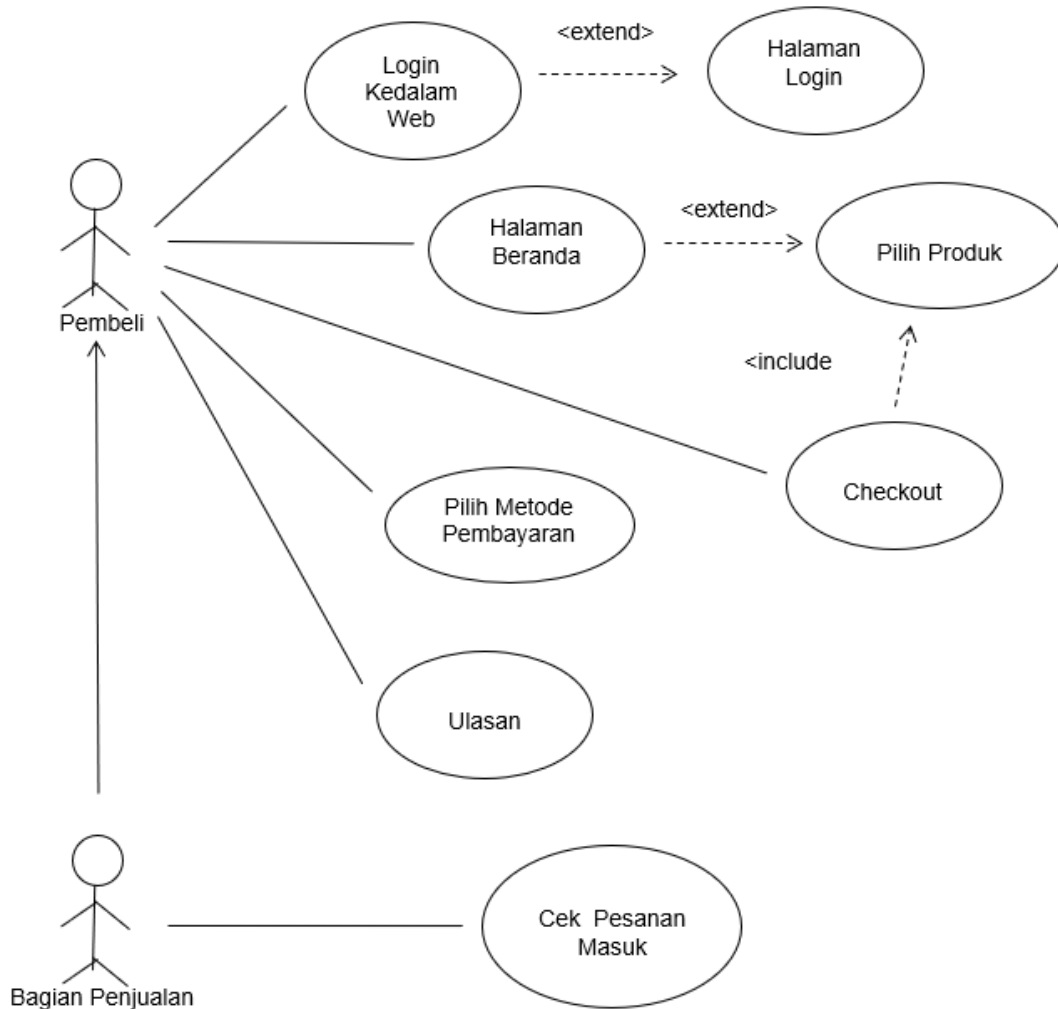 <extend>
Login
Kedalam
Web
Halaman
Login
<extend>
Halaman
Beranda
Pilih Produk
Pembeli
<include
Checkout
Pilih Metode
Pembayaran
Ulasan
Cek  Pesanan
Masuk
Bagian Penjualan